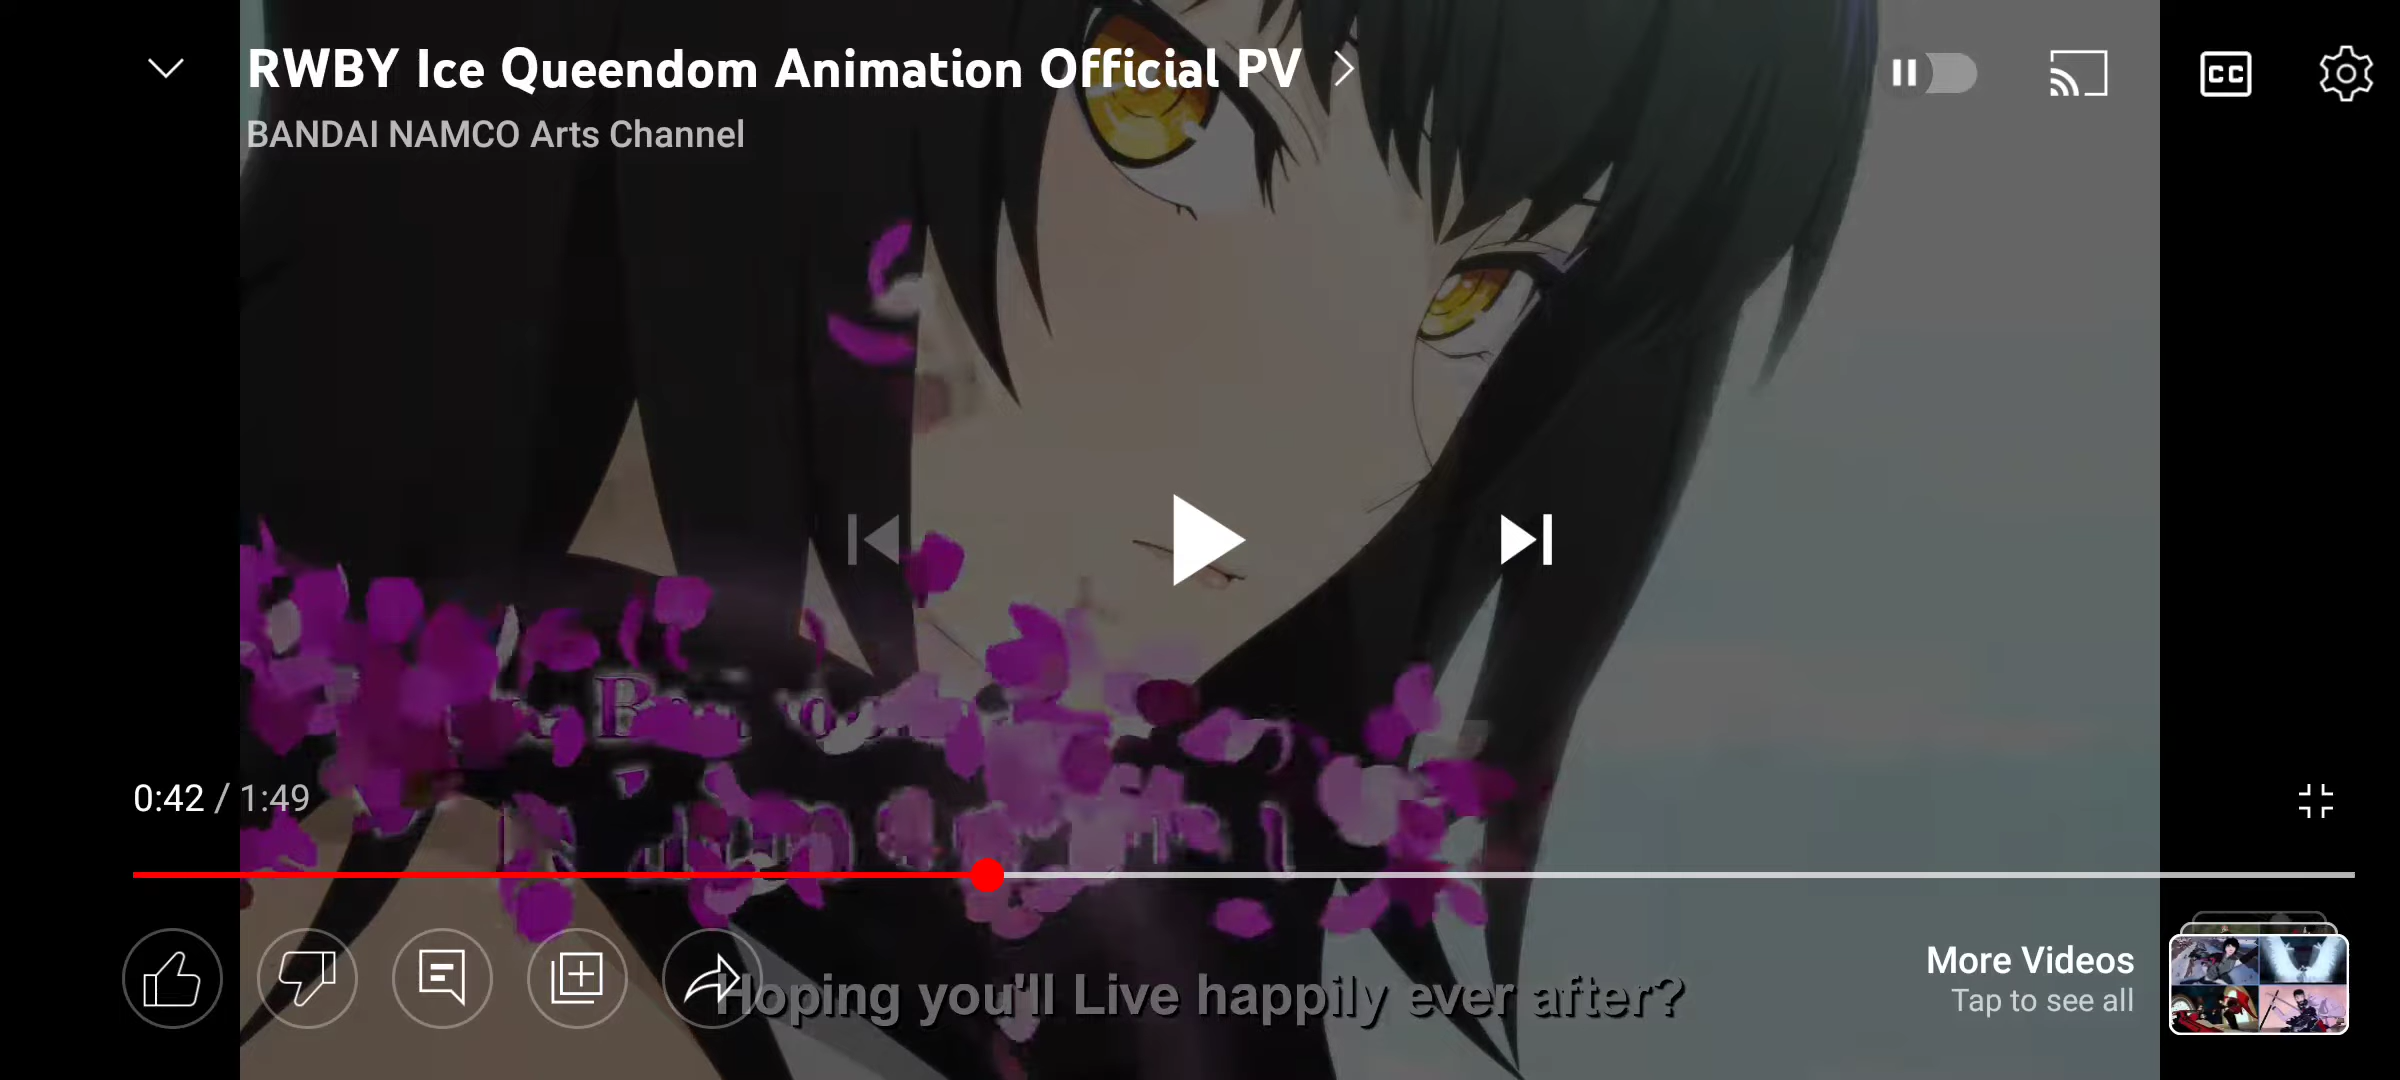 RWBY Ice Queendom Animation Official PV
BANDAI NAMCO Arts Channel
CC
0:42 / 1:49
Hoping you'll Live happily ever after?
More Videos
Tap to see all